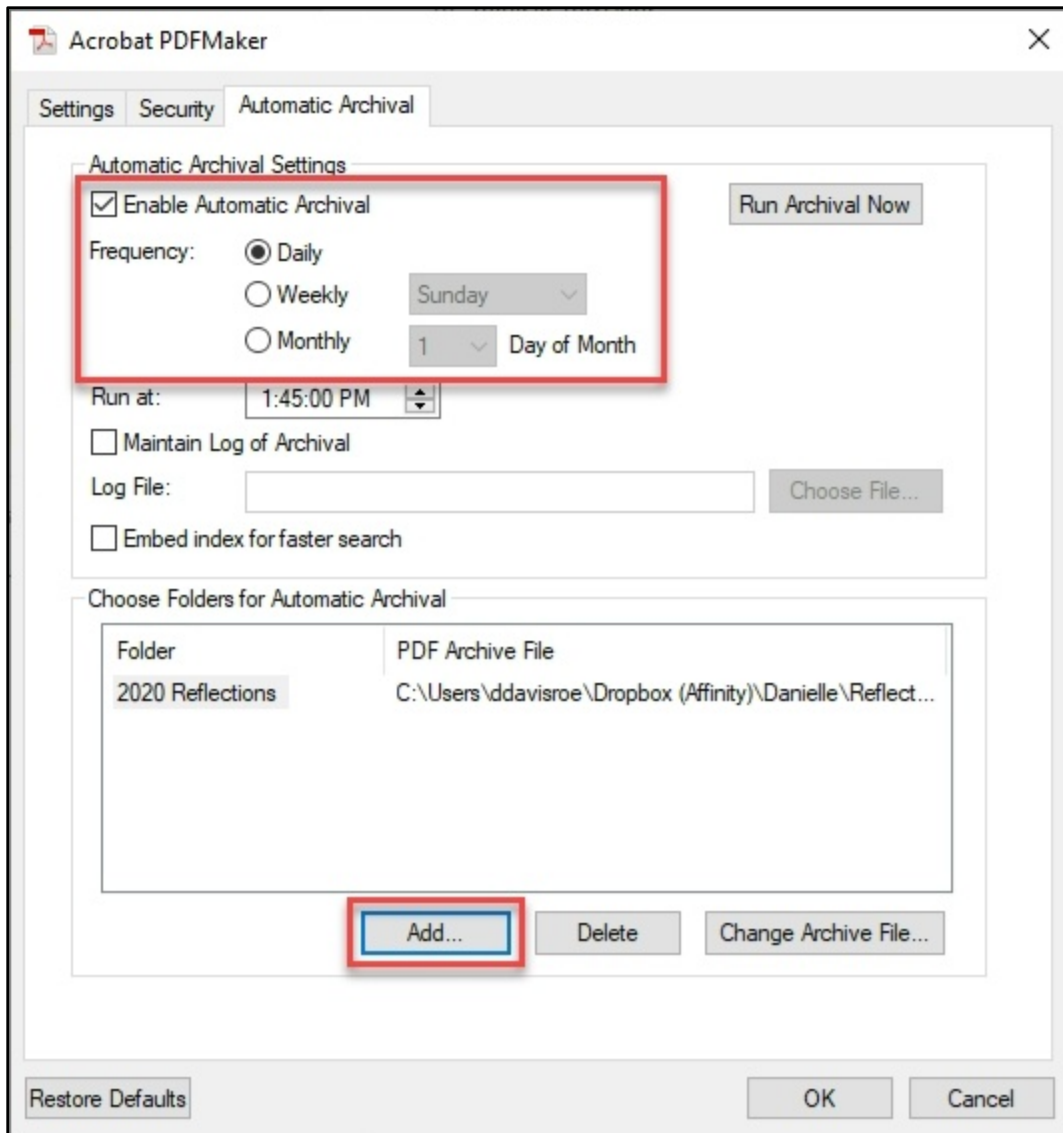 Acrobat PDFMaker
Settings Security Automatic Archival
Automatic Archival Settings
Enable Automatic Archival Run Archival Now
Frequency: Daily
Weekly Sunday
Monthly 1 Day of Month
Run at: 1:45:00 PM
Maintain Log of Archival
Log File: Choose File...
Embed index for faster search
Choose Folders for Automatic Archival
Folder PDF Archive File
2020 Reflections C:\Users\ddavisroe\Dropbox (Affinity)\Danielle\Reflect...
Add... Delete Change Archive File...
Restore Defaults OK Cancel